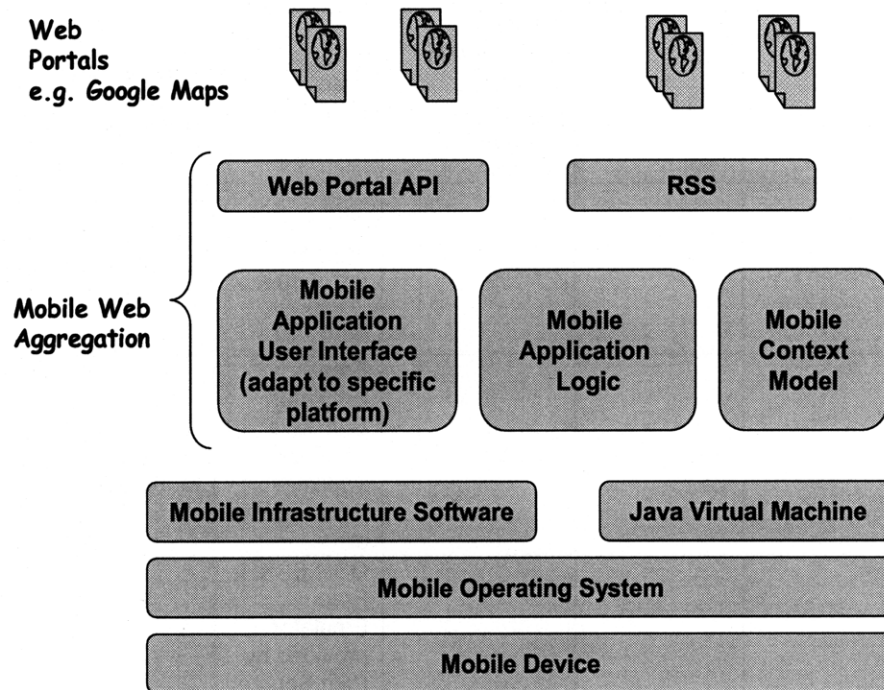 Web
Portals
e.g. Google Maps
Web Portal API
RSS
Mobile Web
Aggregation
Mobile
Application
User Interface
(adapt to specific
platform)
Mobile
Application
Logic
Mobile
Context
Model
Mobile Infrastructure Software
Java Virtual Machine
Mobile Operating System
Mobile Device